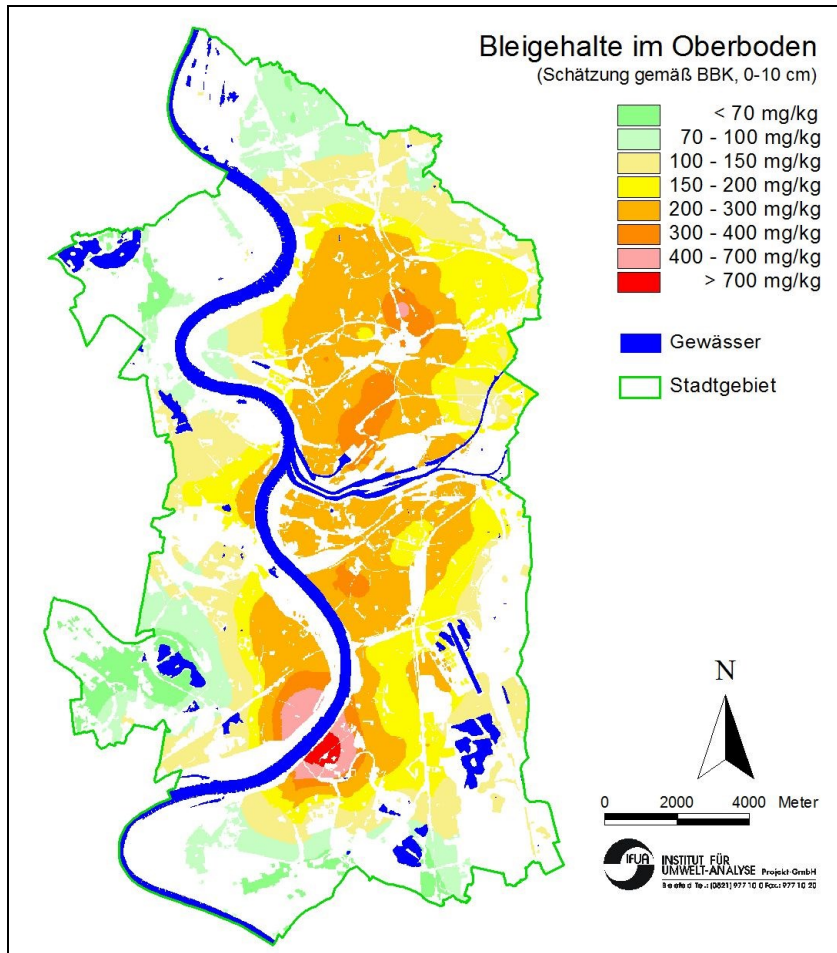 Bleigehalte im Oberboden
(Schätzung gemäß BBK, 0-10 cm)
< 70 mg/kg
70 - 100 mg/kg
100 - 150 mg/kg
150 - 200 mg/kg
200 - 300 mg/kg
300 - 400 mg/kg
400 - 700 mg/kg
> 700 mg/kg
Gewässer
Stadtgebiet
N
0 2000 4000 Meter
IFUA
INSTITUT FÜR
UMWELT-ANALYSE Projekt-GmbH